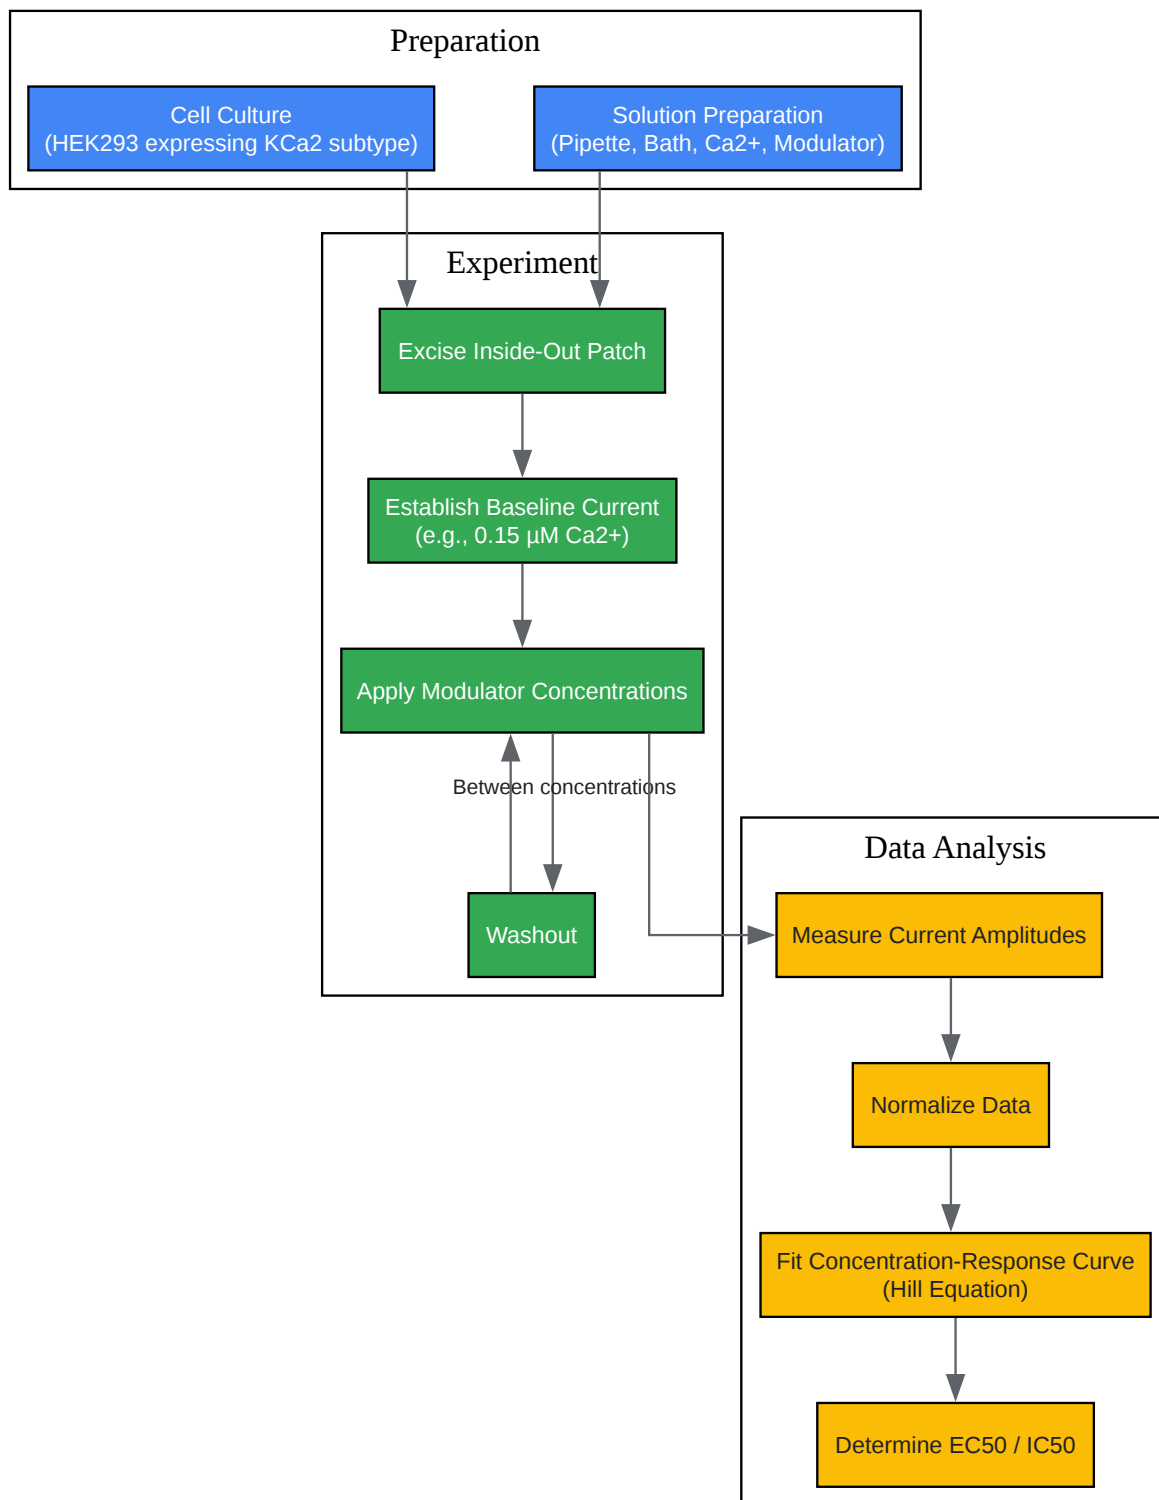 Preparation
Cell Culture
(HEK293 expressing KCa2 subtype)
Solution Preparation
(Pipette, Bath, Ca2+, Modulator)
Experiment
Excise Inside-Out Patch
Establish Baseline Current
(e.g., 0.15 µM Ca2+)
Apply Modulator Concentrations
Between concentrations
Washout
Data Analysis
Measure Current Amplitudes
Normalize Data
Fit Concentration-Response Curve
(Hill Equation)
Determine EC50 / IC50